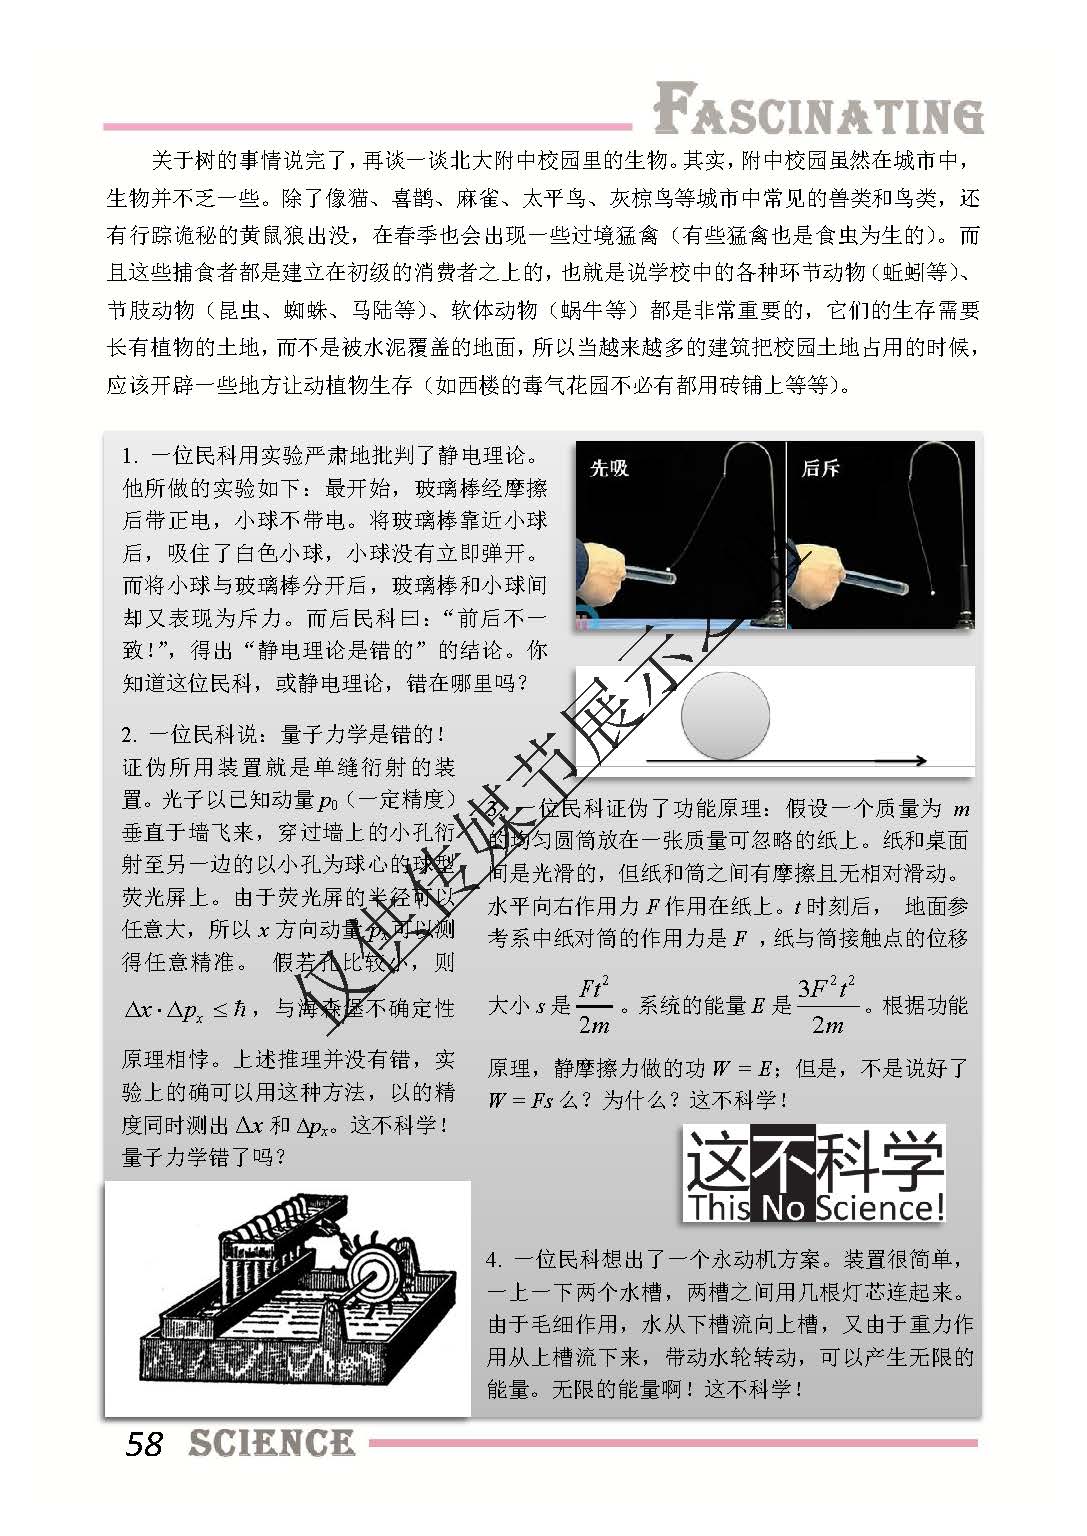 FASCINATING
关于树的事情说完了，再谈一谈北大附中校园里的生物。其实，附中校园虽然在城市中，
生物并不乏一些。除了像猫、喜鹊、麻雀、太平鸟、灰椋鸟等城市中常见的兽类和鸟类，还
有行踪诡秘的黄鼠狼出没，在春季也会出现一些过境猛禽（有些猛禽也是食虫为生的）。而
且这些捕食者都是建立在初级的消费者之上的，也就是说学校中的各种环节动物（蚯蚓等）、
节肢动物（昆虫、蜘蛛、马陆等）、软体动物（蜗牛等）都是非常重要的，它们的生存需要
长有植物的土地，而不是被水泥覆盖的地面，所以当越来越多的建筑把校园土地占用的时候，
应该开辟一些地方让动植物生存（如西楼的毒气花园不必有都用砖铺上等等）。
1. 一位民科用实验严肃地批判了静电理论。
他所做的实验如下：最开始，玻璃棒经摩擦
后带正电，小球不带电。将玻璃棒靠近小球
后，吸住了白色小球，小球没有立即弹开。
而将小球与玻璃棒分开后，玻璃棒和小球间
却又表现为斥力。而后民科曰：“前后不一
致！”，得出“静电理论是错的”的结论。你
知道这位民科，或静电理论，错在哪里吗？
先吸
后斥
2. 一位民科说：量子力学是错的！
证伪所用装置就是单缝衍射的装
置。光子以已知动量 p0（一定精度）
垂直于墙飞来，穿过墙上的小孔衍
射至另一边的以小孔为球心的球型
荧光屏上。由于荧光屏的半径可以
任意大，所以 x 方向动量 px 可以测
得任意精准。 假若孔比较小，则
Δx·Δpx ≤ ħ，与海森堡不确定性
原理相悖。上述推理并没有错，实
验上的确可以用这种方法，以的精
度同时测出 Δx 和 Δpx。这不科学！
量子力学错了吗？
3. 一位民科证伪了功能原理：假设一个质量为 m
的均匀圆筒放在一张质量可忽略的纸上。纸和桌面
间是光滑的，但纸和筒之间有摩擦且无相对滑动。
水平向右作用力 F 作用在纸上。t 时刻后， 地面参
考系中纸对筒的作用力是 F ，纸与筒接触点的位移
大小 s 是 Ft²/2m 。系统的能量 E 是 3F²t²/2m 。根据功能
原理，静摩擦力做的功 W = E；但是，不是说好了
W = Fs 么？为什么？这不科学！
这不科学
This No Science!
4. 一位民科想出了一个永动机方案。装置很简单，
一上一下两个水槽，两槽之间用几根灯芯连起来。
由于毛细作用，水从下槽流向上槽，又由于重力作
用从上槽流下来，带动水轮转动，可以产生无限的
能量。无限的能量啊！这不科学！
仅供传媒节展示
58 SCIENCE